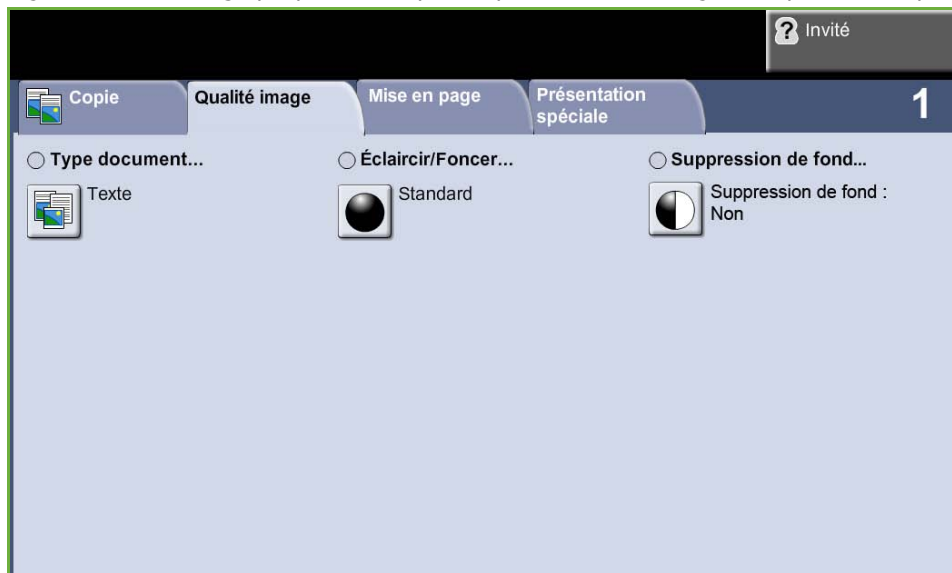 ? Invité
Copie
Qualité image
Mise en page
Présentation
spéciale
1
Type document...
Éclaircir/Foncer...
Suppression de fond...
Texte
Standard
Suppression de fond :
Non